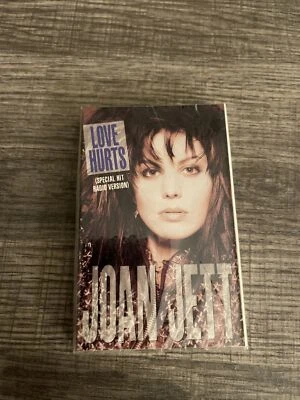 LOVE
HURTS
(SPECIAL HIT
RADIO VERSION)
JOAN JETT